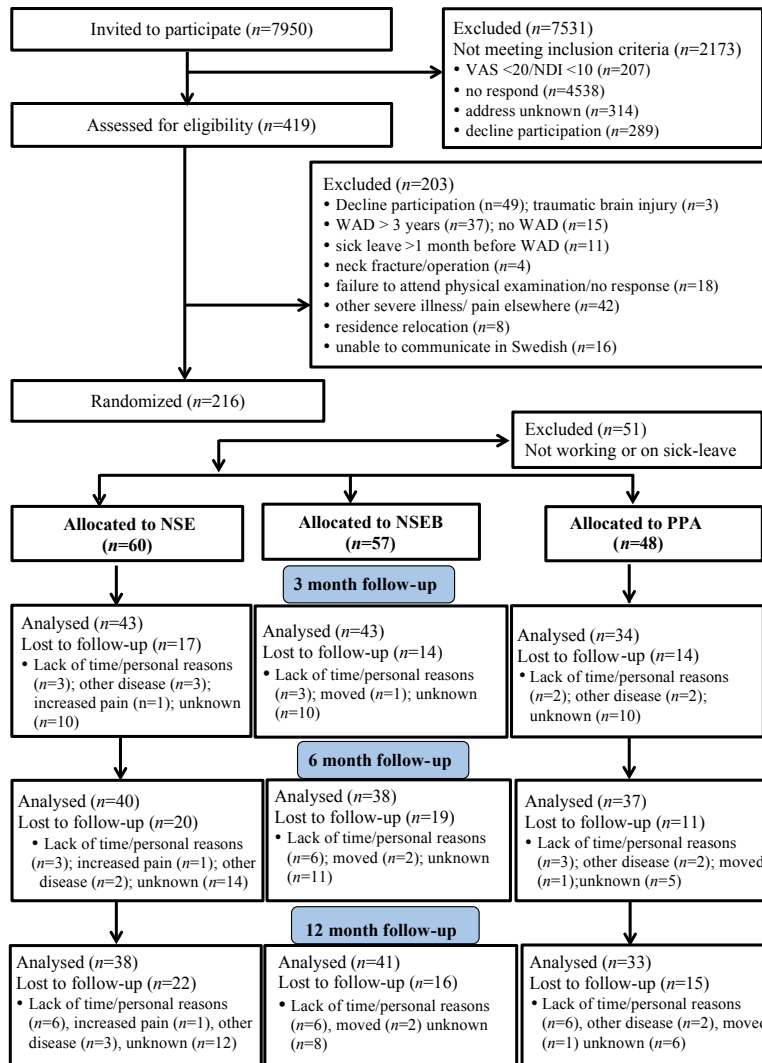 Invited to participate (n=7950)
Excluded (n=7531)
Not meeting inclusion criteria (n=2173)
• VAS <20/NDI <10 (n=207)
• no respond (n=4538)
• address unknown (n=314)
• decline participation (n=289)
Assessed for eligibility (n=419)
Excluded (n=203)
• Decline participation (n=49); traumatic brain injury (n=3)
• WAD > 3 years (n=37); no WAD (n=15)
• sick leave >1 month before WAD (n=11)
• neck fracture/operation (n=4)
• failure to attend physical examination/no response (n=18)
• other severe illness/ pain elsewhere (n=42)
• residence relocation (n=8)
• unable to communicate in Swedish (n=16)
Randomized (n=216)
Excluded (n=51)
Not working or on sick-leave
Allocated to NSE
(n=60)
Allocated to NSEB
(n=57)
Allocated to PPA
(n=48)
3 month follow-up
Analysed (n=43)
Lost to follow-up (n=17)
• Lack of time/personal reasons
(n=3); other disease (n=3);
increased pain (n=1); unknown
(n=10)
Analysed (n=43)
Lost to follow-up (n=14)
• Lack of time/personal reasons
(n=3); moved (n=1); unknown
(n=10)
Analysed (n=34)
Lost to follow-up (n=14)
• Lack of time/personal reasons
(n=2); other disease (n=2);
unknown (n=10)
6 month follow-up
Analysed (n=40)
Lost to follow-up (n=20)
• Lack of time/personal reasons
(n=3); increased pain (n=1); other
disease (n=2); unknown (n=14)
Analysed (n=38)
Lost to follow-up (n=19)
• Lack of time/personal reasons
(n=6); moved (n=2); unknown
(n=11)
Analysed (n=37)
Lost to follow-up (n=11)
• Lack of time/personal reasons
(n=3); other disease (n=2); moved
(n=1);unknown (n=5)
12 month follow-up
Analysed (n=38)
Lost to follow-up (n=22)
• Lack of time/personal reasons
(n=6), increased pain (n=1), other
disease (n=3), unknown (n=12)
Analysed (n=41)
Lost to follow-up (n=16)
• Lack of time/personal reasons
(n=6), moved (n=2) unknown
(n=8)
Analysed (n=33)
Lost to follow-up (n=15)
• Lack of time/personal reasons
(n=6), other disease (n=2), moved
(n=1) unknown (n=6)